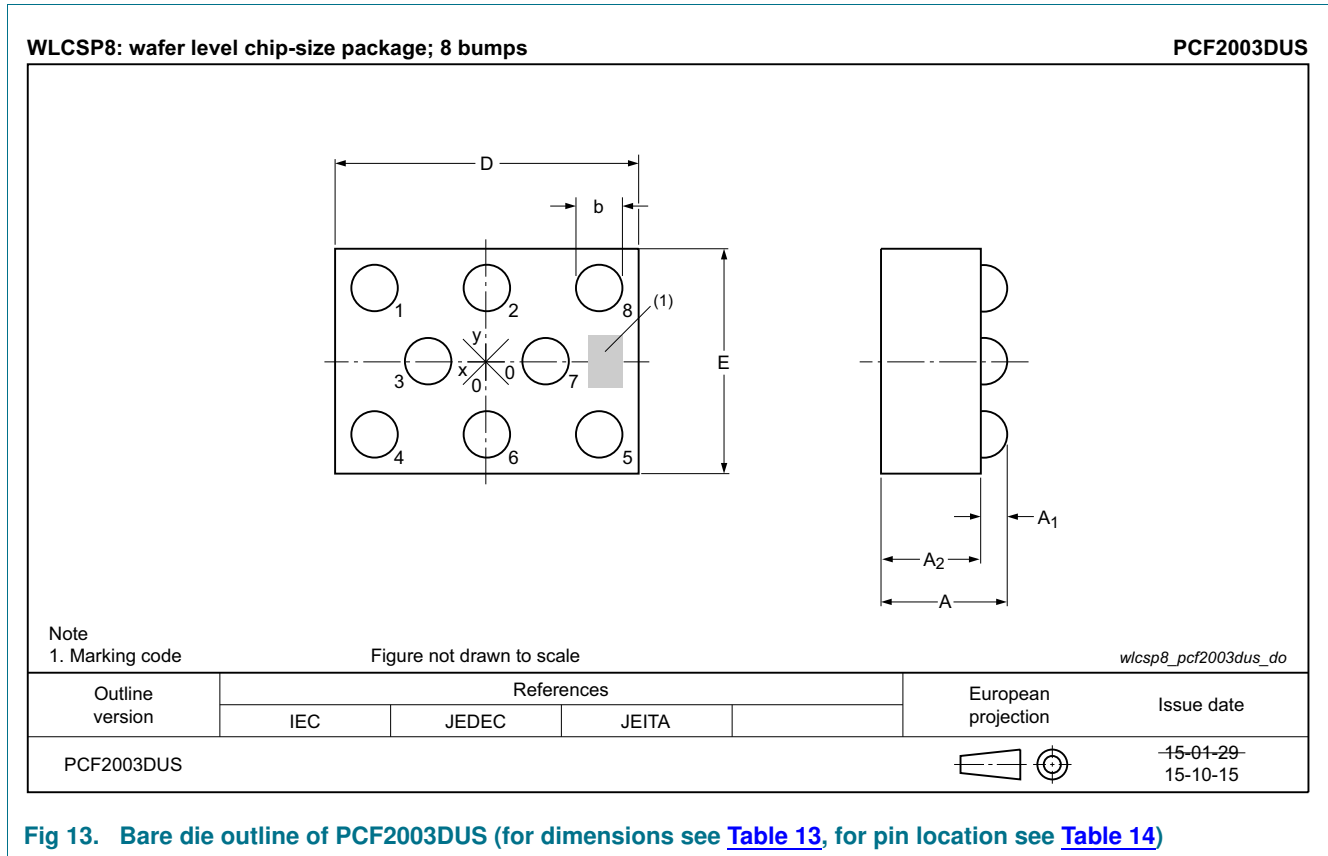 WLCSP8: wafer level chip-size package; 8 bumps PCF2003DUS
D
b
1 2 8 (1)
y
E
x 0
3 0 7
4 6 5
A1
A2
A
Note
1. Marking code Figure not drawn to scale wlcsp8_pcf2003dus_do
Outline version References European projection Issue date
IEC JEDEC JEITA
PCF2003DUS 15-01-29
15-10-15
Fig 13. Bare die outline of PCF2003DUS (for dimensions see Table 13, for pin location see Table 14)